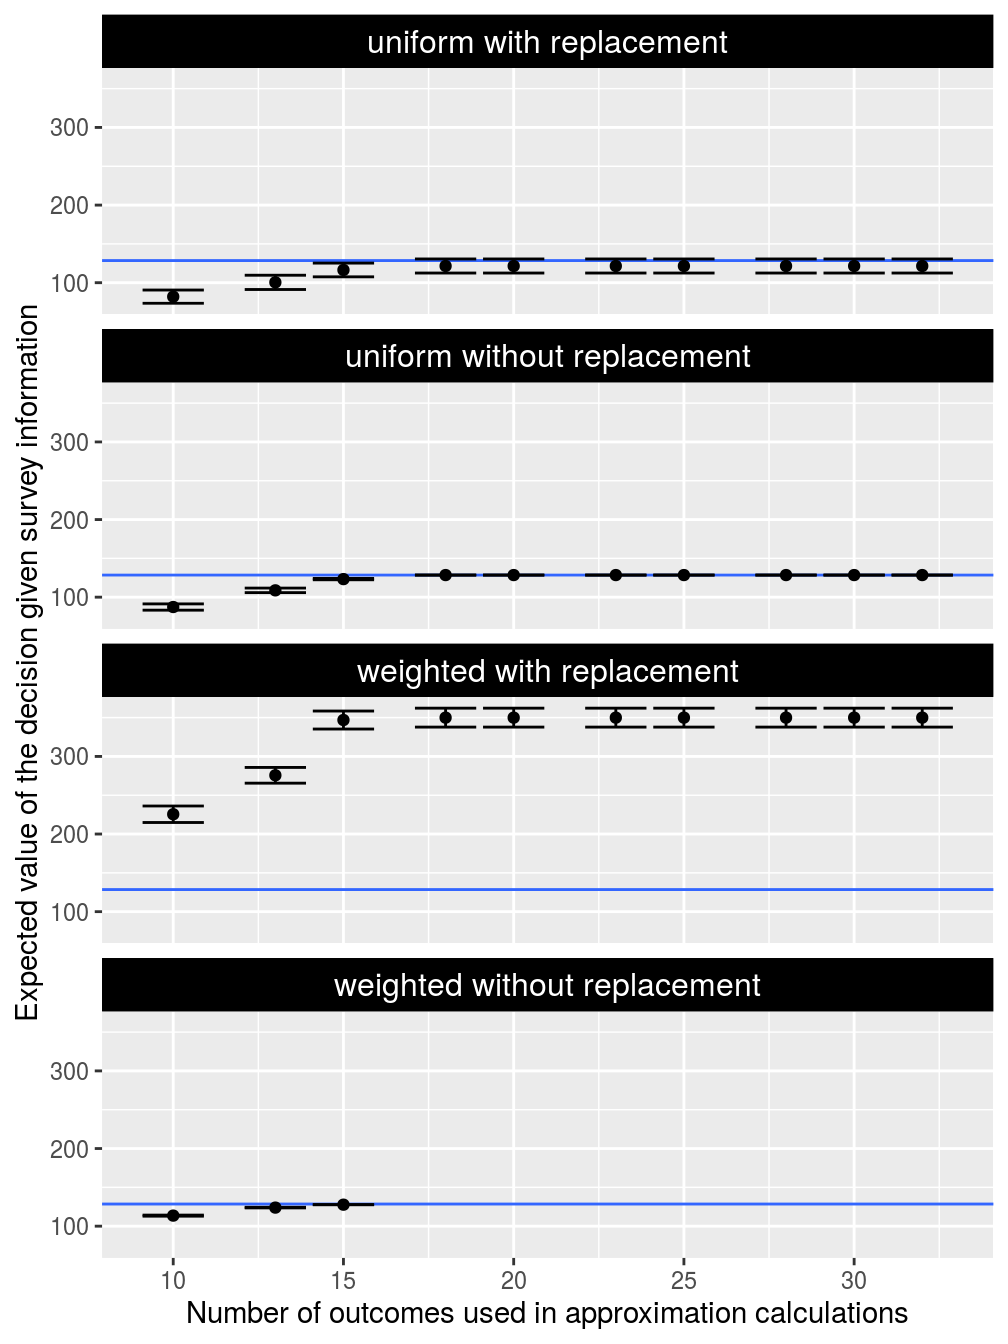 uniform with replacement
300
200
100
uniform without replacement
300
200
100
weighted with replacement
300
200
100
weighted without replacement
300
200
100
10 15 20 25 30
Number of outcomes used in approximation calculations
Expected value of the decision given survey information